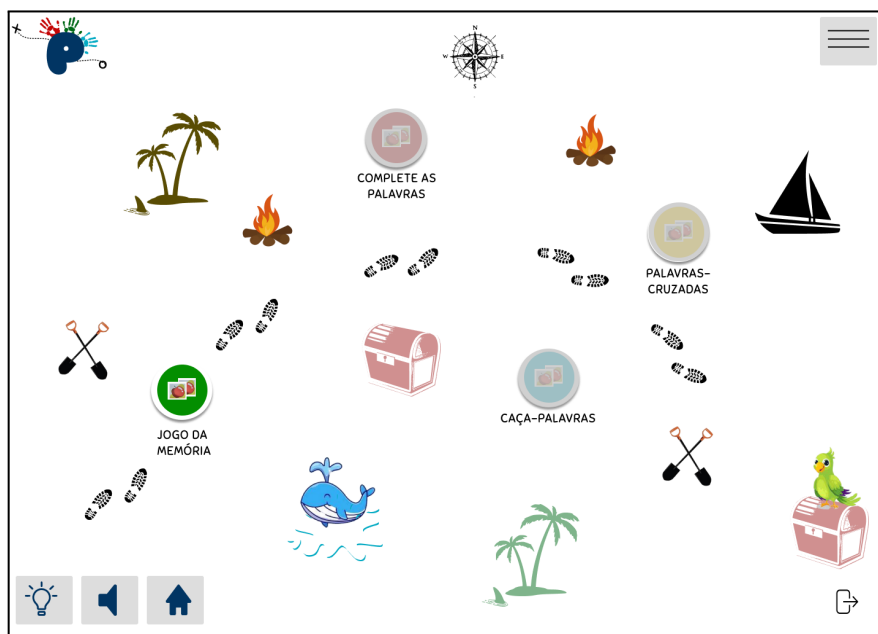 P
N
W
E
S
COMPLETE AS
PALAVRAS
PALAVRAS-
CRUZADAS
JOGO DA
MEMÓRIA
CAÇA-PALAVRAS